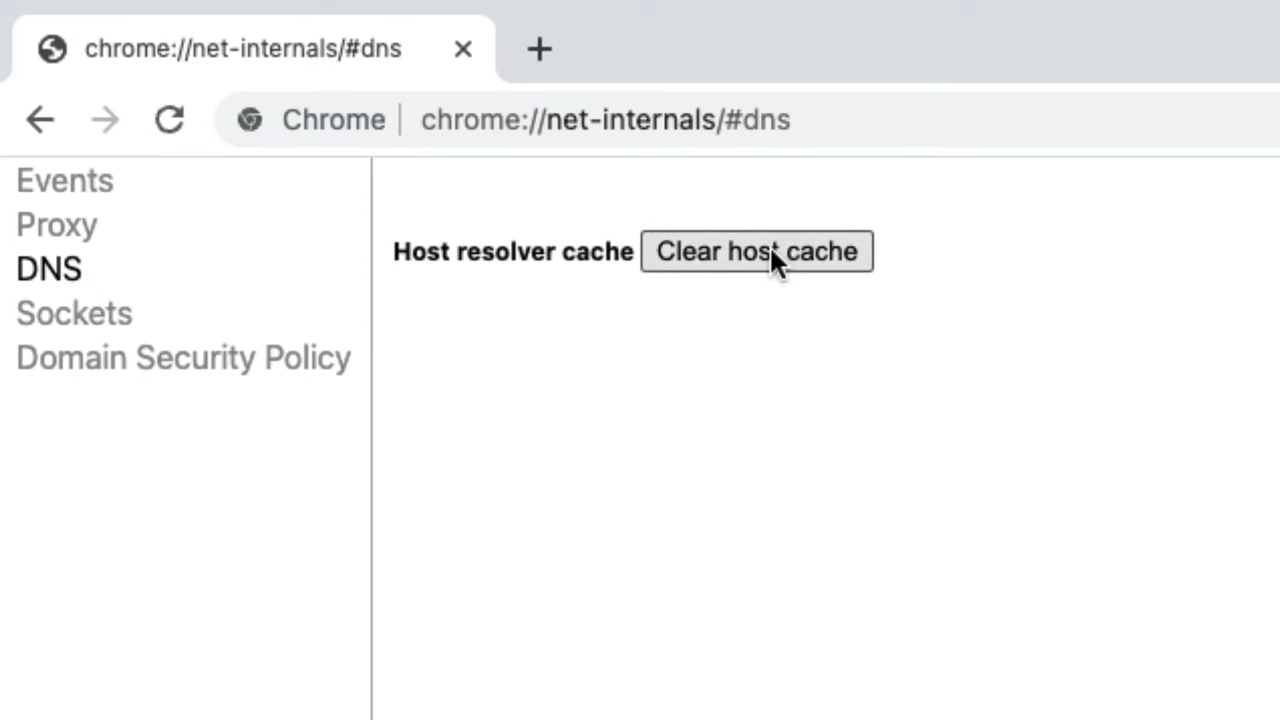 chrome://net-internals/#dns
Chrome chrome://net-internals/#dns
Events
Proxy
DNS
Sockets
Domain Security Policy
Host resolver cache Clear host cache